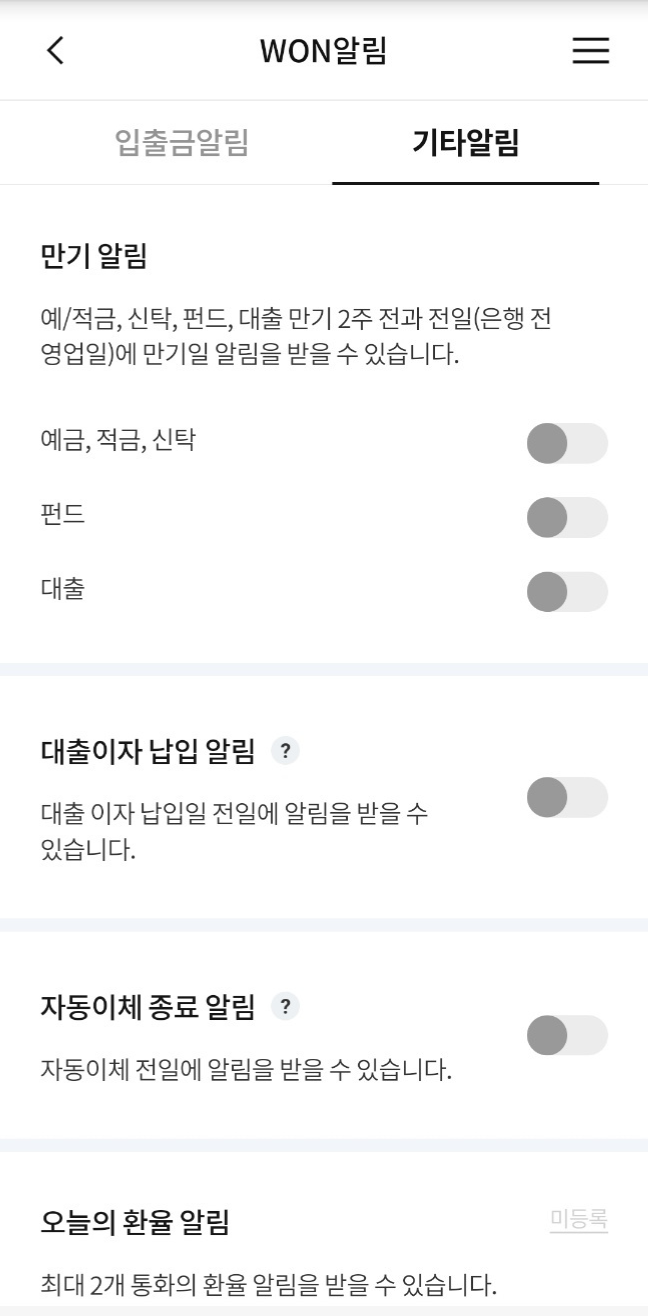 WON알림
입출금알림
기타알림
만기 알림
예/적금, 신탁, 펀드, 대출 만기 2주 전과 전일(은행 전
영업일)에 만기일 알림을 받을 수 있습니다.
예금, 적금, 신탁
펀드
대출
대출이자 납입 알림 ?
대출 이자 납입일 전일에 알림을 받을 수
있습니다.
자동이체 종료 알림 ?
자동이체 전일에 알림을 받을 수 있습니다.
오늘의 환율 알림
미등록
최대 2개 통화의 환율 알림을 받을 수 있습니다.